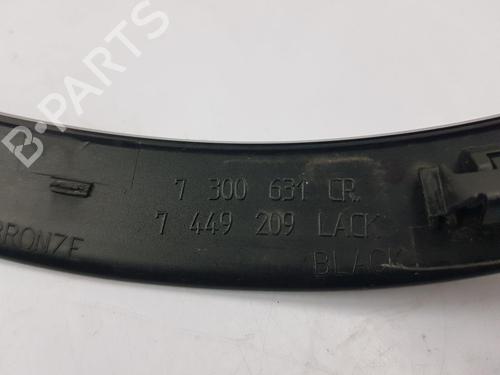 B-PARTS
7 300 631 CR.
7 449 209 LACK
BRONZE
BLACK